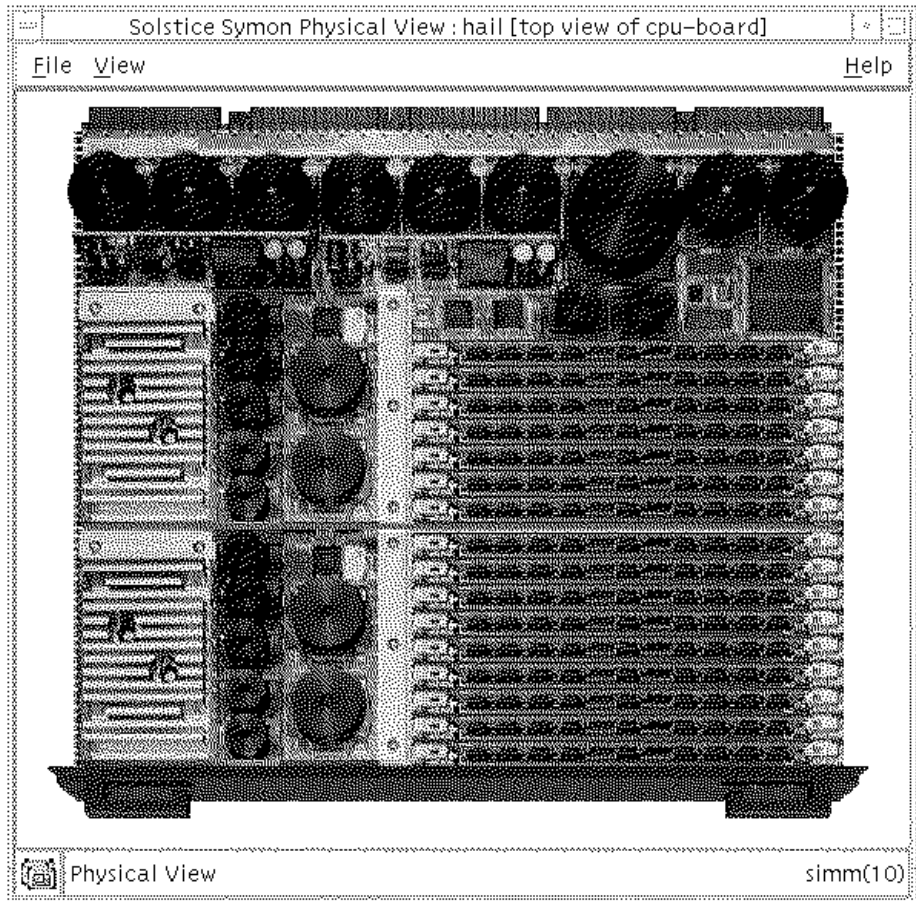 Solstice Symon Physical View : hail [top view of cpu-board]
File View Help
Physical View simm(10)